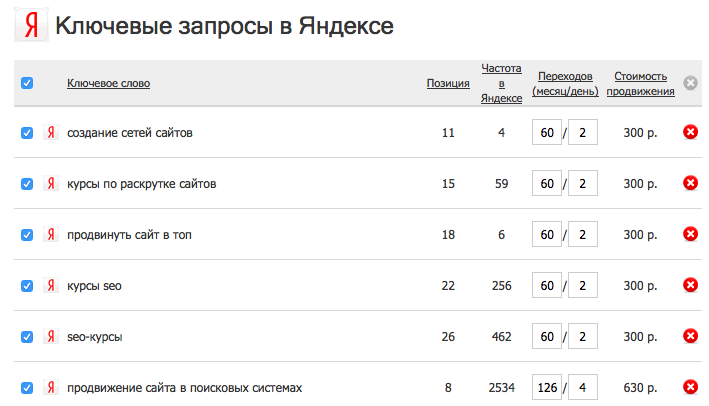 Я Ключевые запросы в Яндексе
Ключевое слово Позиция Частота в Яндексе Переходов (месяц/день) Стоимость продвижения
Я создание сетей сайтов 11 4 60 / 2 300 р.
Я курсы по раскрутке сайтов 15 59 60 / 2 300 р.
Я продвинуть сайт в топ 18 6 60 / 2 300 р.
Я курсы seo 22 256 60 / 2 300 р.
Я seo-курсы 26 462 60 / 2 300 р.
Я продвижение сайта в поисковых системах 8 2534 126 / 4 630 р.